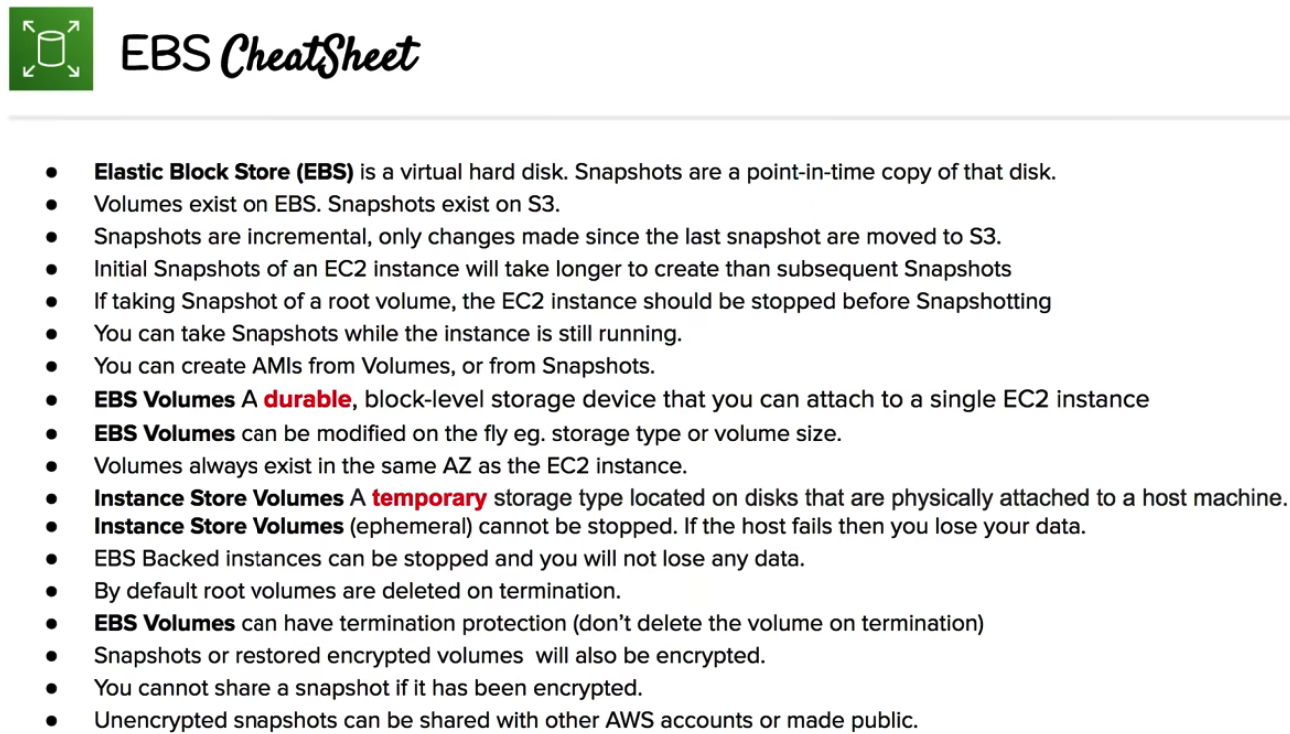 EBS CheatSheet
● Elastic Block Store (EBS) is a virtual hard disk. Snapshots are a point-in-time copy of that disk.
● Volumes exist on EBS. Snapshots exist on S3.
● Snapshots are incremental, only changes made since the last snapshot are moved to S3.
● Initial Snapshots of an EC2 instance will take longer to create than subsequent Snapshots
● If taking Snapshot of a root volume, the EC2 instance should be stopped before Snapshotting
● You can take Snapshots while the instance is still running.
● You can create AMIs from Volumes, or from Snapshots.
● EBS Volumes A durable, block-level storage device that you can attach to a single EC2 instance
● EBS Volumes can be modified on the fly eg. storage type or volume size.
● Volumes always exist in the same AZ as the EC2 instance.
● Instance Store Volumes A temporary storage type located on disks that are physically attached to a host machine.
● Instance Store Volumes (ephemeral) cannot be stopped. If the host fails then you lose your data.
● EBS Backed instances can be stopped and you will not lose any data.
● By default root volumes are deleted on termination.
● EBS Volumes can have termination protection (don’t delete the volume on termination)
● Snapshots or restored encrypted volumes will also be encrypted.
● You cannot share a snapshot if it has been encrypted.
● Unencrypted snapshots can be shared with other AWS accounts or made public.